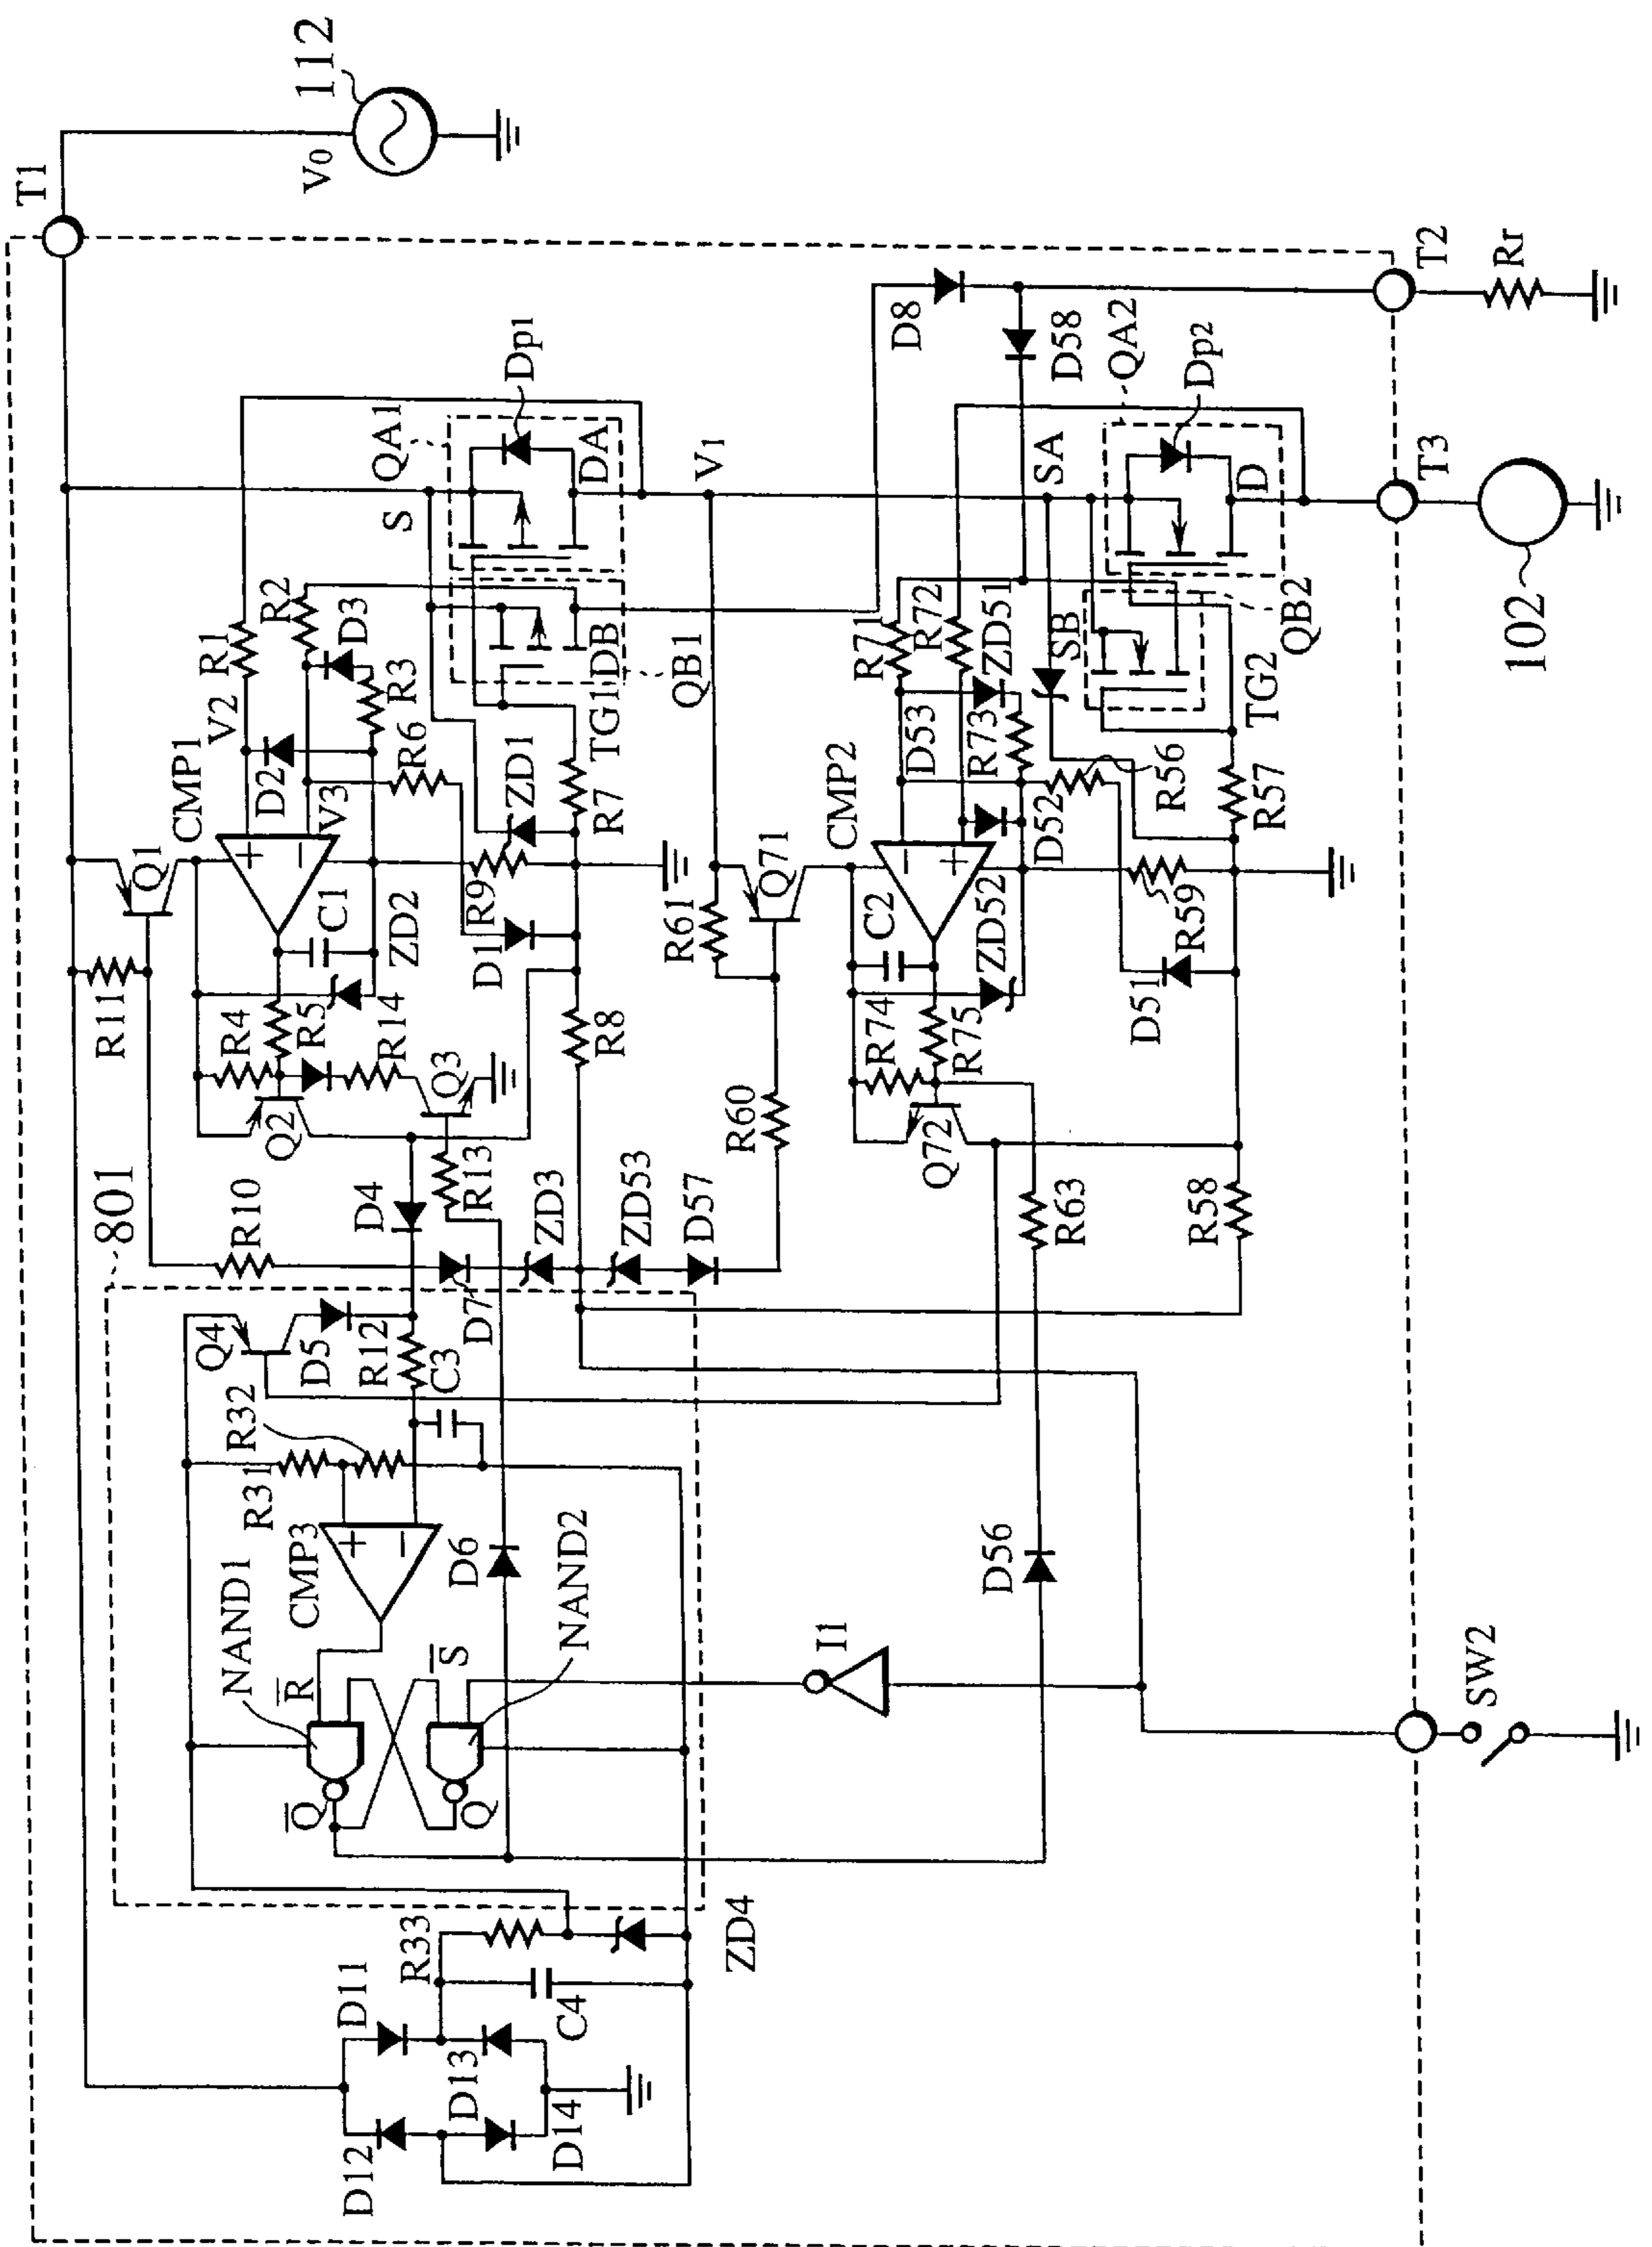 T1
V0
112
QA1
Dp1
S
DA
R1
V2
R2
D3
R3
R6
D2
V3
CMP1
Q1
R11
C1
ZD2
R9
ZD1
R7
TG1
DB
QB1
V1
D8
D58
QA2
Dp2
T2
Rr
SA
D
T3
102
R71
R72
ZD51
SB
QB2
TG2
D53
R73
D52
R56
R57
CMP2
Q71
R61
C2
ZD52
R59
D51
R74
R75
Q72
D1
R8
R4
R5
R14
Q2
Q3
R60
801
R10
D4
R13
ZD3
ZD53
D57
D7
R63
R58
Q4
D5
R12
C3
R32
R31
CMP3
D6
NAND1
NAND2
R
S
Q
Q
D56
I1
SW2
R33
ZD4
C4
D11
D13
D12
D14